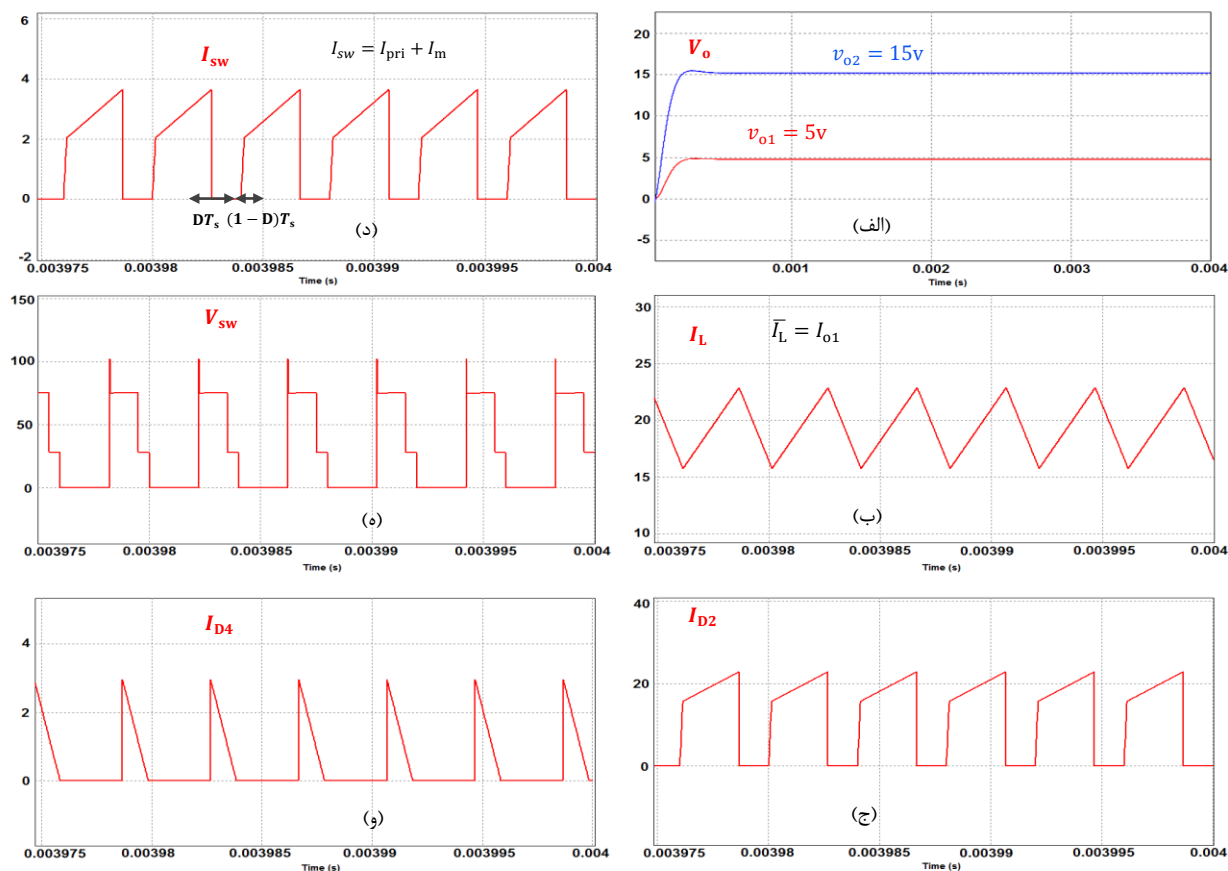 6
4
2
0
-2
I_sw
I_sw = I_pri + I_m
DT_s (1 − D)T_s
(د)
0.003975 0.00398 0.003985 0.00399 0.003995 0.004
Time (s)
20
15
10
5
0
-5
V_o
v_o2 = 15v
v_o1 = 5v
(الف)
0.001 0.002 0.003 0.004
Time (s)
150
100
50
0
V_sw
(ه)
0.003975 0.00398 0.003985 0.00399 0.003995 0.004
Time (s)
30
25
20
15
10
I_L
I̅_L = I_o1
(ب)
0.003975 0.00398 0.003985 0.00399 0.003995 0.004
Time (s)
4
2
0
I_D4
(و)
0.003975 0.00398 0.003985 0.00399 0.003995 0.004
Time (s)
40
20
0
I_D2
(ج)
0.003975 0.00398 0.003985 0.00399 0.003995 0.004
Time (s)